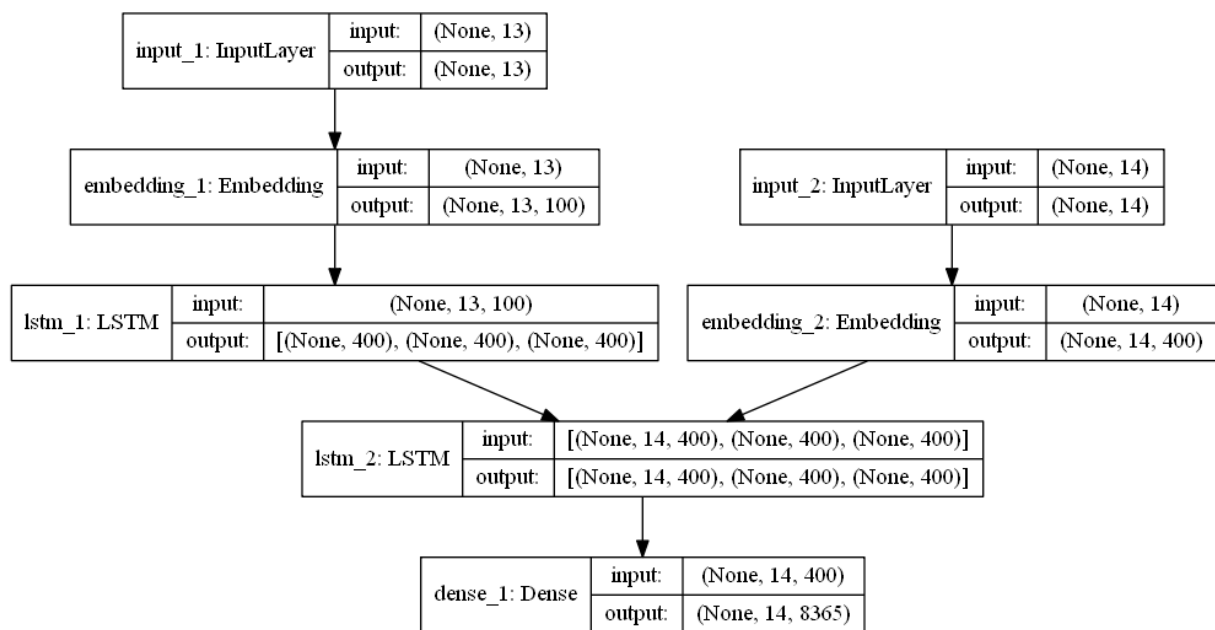 input_1: InputLayer
input: (None, 13)
output: (None, 13)
embedding_1: Embedding
input: (None, 13)
output: (None, 13, 100)
input_2: InputLayer
input: (None, 14)
output: (None, 14)
lstm_1: LSTM
input: (None, 13, 100)
output: [(None, 400), (None, 400), (None, 400)]
embedding_2: Embedding
input: (None, 14)
output: (None, 14, 400)
lstm_2: LSTM
input: [(None, 14, 400), (None, 400), (None, 400)]
output: [(None, 14, 400), (None, 400), (None, 400)]
dense_1: Dense
input: (None, 14, 400)
output: (None, 14, 8365)